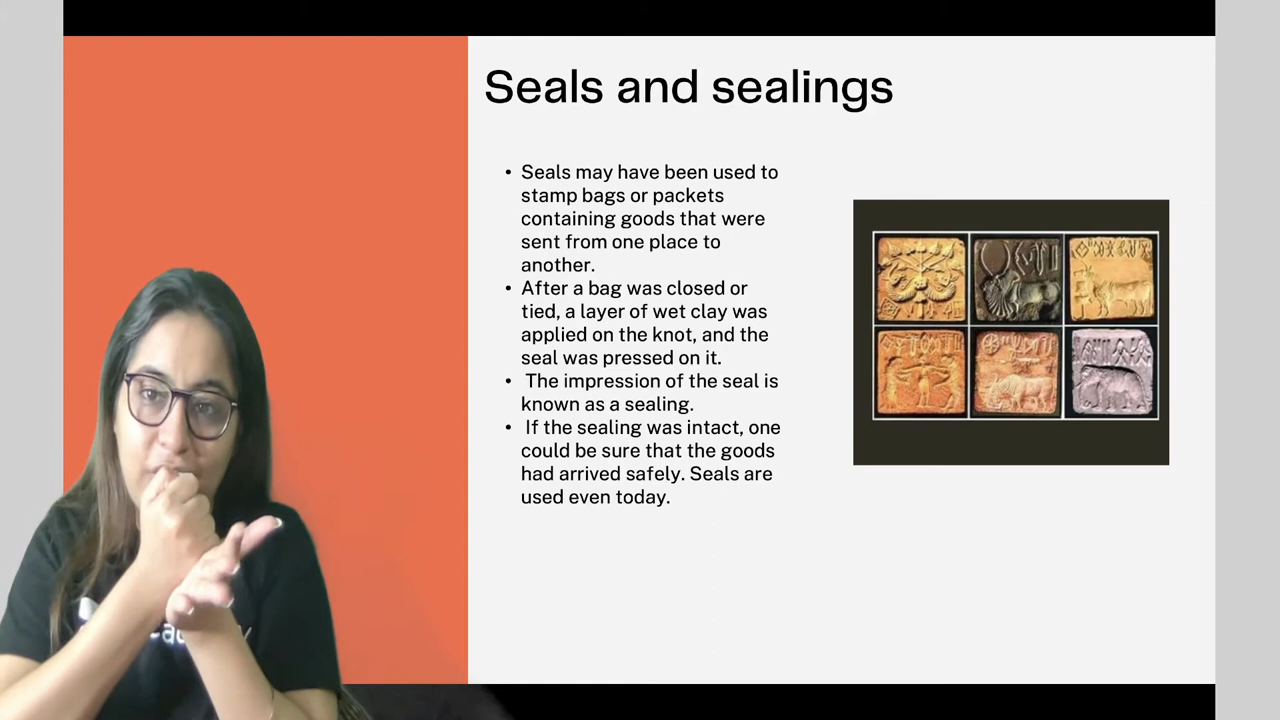 Seals and sealings
• Seals may have been used to
stamp bags or packets
containing goods that were
sent from one place to
another.
• After a bag was closed or
tied, a layer of wet clay was
applied on the knot, and the
seal was pressed on it.
• The impression of the seal is
known as a sealing.
• If the sealing was intact, one
could be sure that the goods
had arrived safely. Seals are
used even today.